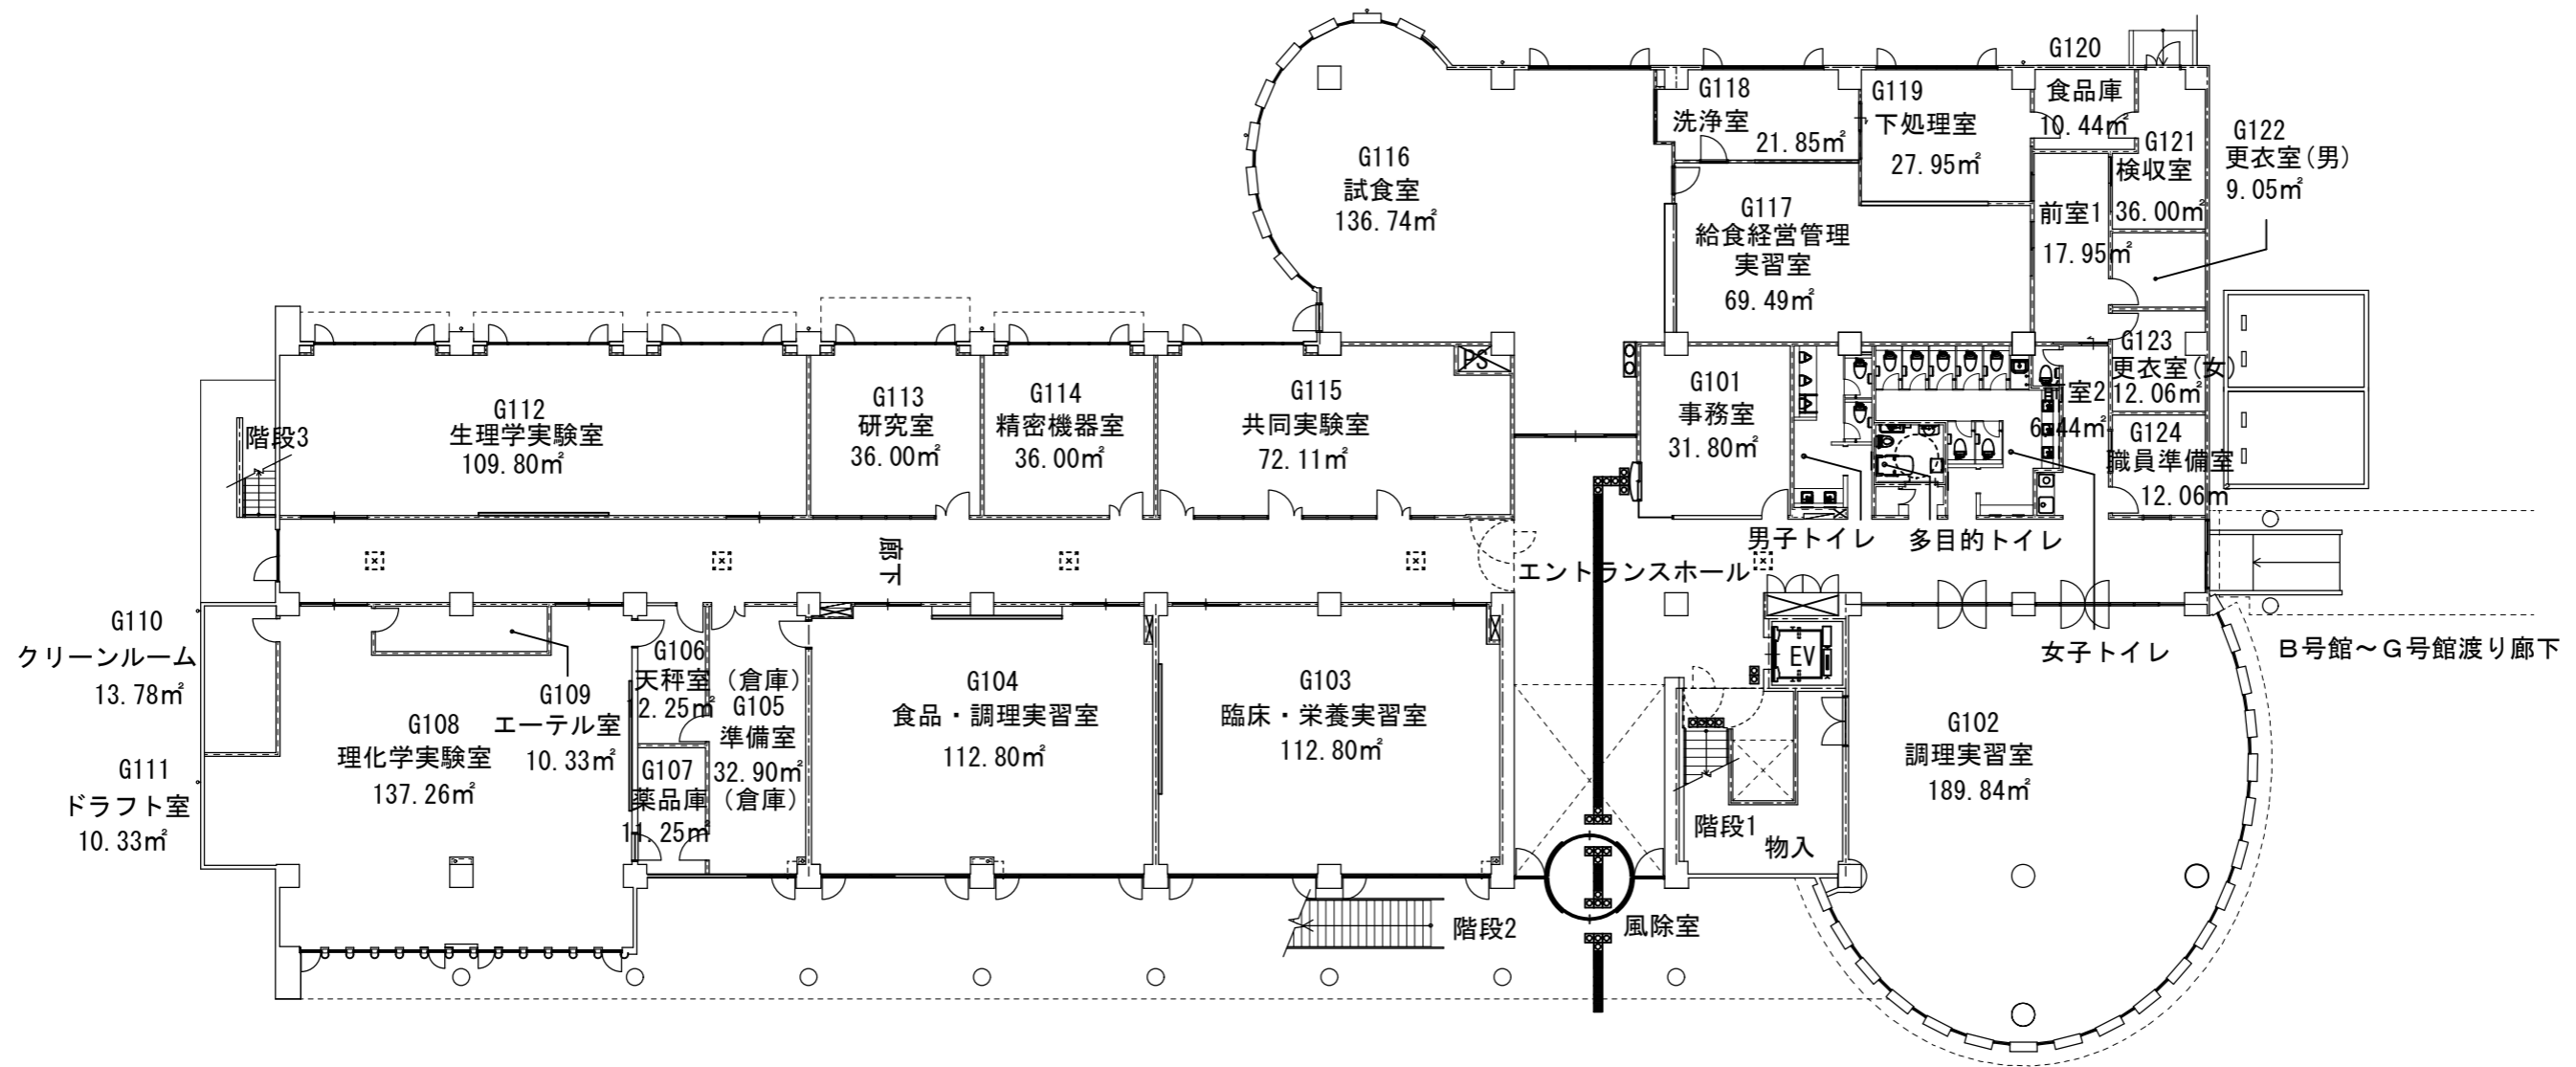 G120
食品庫
10.44㎡
G118
洗浄室
21.85㎡
G119
下処理室
27.95㎡
G121
検収室
36.00㎡
G122
更衣室(男)
9.05㎡
G116
試食室
136.74㎡
G117
給食経営管理
実習室
69.49㎡
前室1
17.95㎡
G112
生理学実験室
109.80㎡
階段3
G113
研究室
36.00㎡
G114
精密機器室
36.00㎡
G115
共同実験室
72.11㎡
PS
G101
事務室
31.80㎡
G123
更衣室(女)
12.06㎡
前室2
6.44㎡
G124
職員準備室
12.06㎡
廊下
エントランスホール
男子トイレ
多目的トイレ
女子トイレ
B号館～G号館渡り廊下
G110
クリーンルーム
13.78㎡
G111
ドラフト室
10.33㎡
G108
理化学実験室
137.26㎡
G109
エーテル室
10.33㎡
G106
天秤室
12.25㎡
G107
薬品庫
11.25㎡
(倉庫)
G105
準備室
32.90㎡
(倉庫)
G104
食品・調理実習室
112.80㎡
G103
臨床・栄養実習室
112.80㎡
EV
G102
調理実習室
189.84㎡
階段1
物入
階段2
風除室